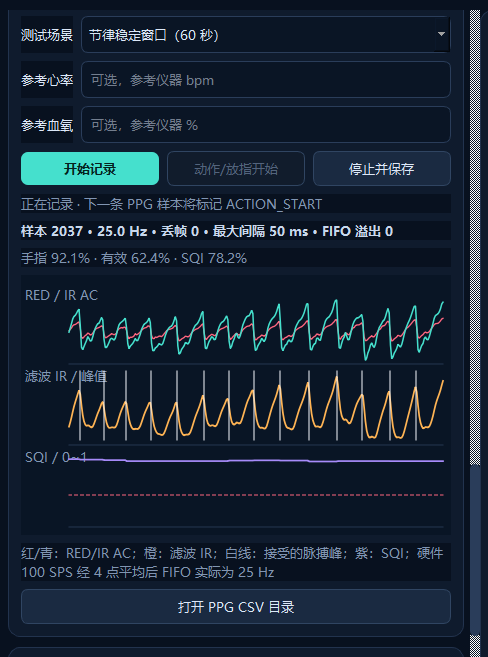 测试场景
节律稳定窗口（60 秒）
参考心率
可选，参考仪器 bpm
参考血氧
可选，参考仪器 %
开始记录
动作/放指开始
停止并保存
正在记录 · 下一条 PPG 样本将标记 ACTION_START
样本 2037 • 25.0 Hz • 丢帧 0 • 最大间隔 50 ms • FIFO 溢出 0
手指 92.1% · 有效 62.4% · SQI 78.2%
RED / IR AC
滤波 IR / 峰值
SQI / 0–1
红/青：RED/IR AC；橙：滤波 IR；白线：接受的脉搏峰；紫：SQI；硬件
100 SPS 经 4 点平均后 FIFO 实际为 25 Hz
打开 PPG CSV 目录